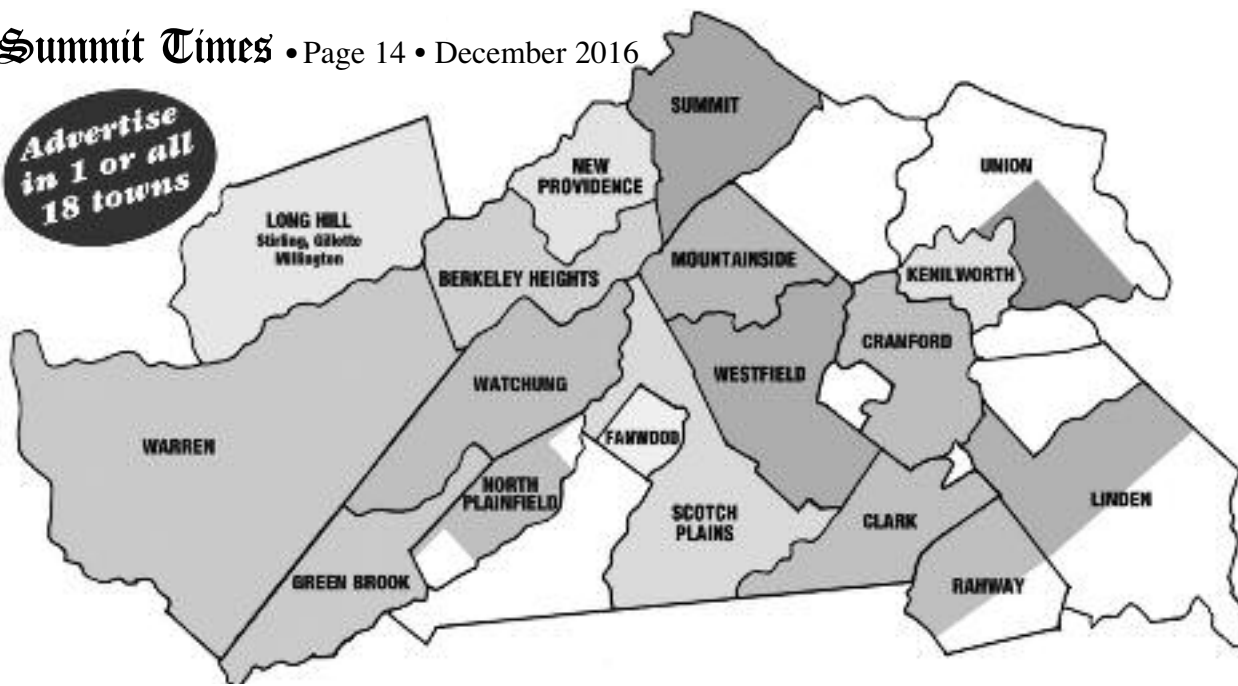 Summit Times • Page 14 • December 2016
Advertise
in 1 or all
18 towns
SUMMIT
UNION
NEW
PROVIDENCE
LONG HILL
Stirling, Gillette
Millington
MOUNTAINSIDE
KENILWORTH
BERKELEY HEIGHTS
CRANFORD
WESTFIELD
WATCHUNG
WARREN
FANWOOD
NORTH
PLAINFIELD
LINDEN
SCOTCH
PLAINS
CLARK
GREEN BROOK
RAHWAY